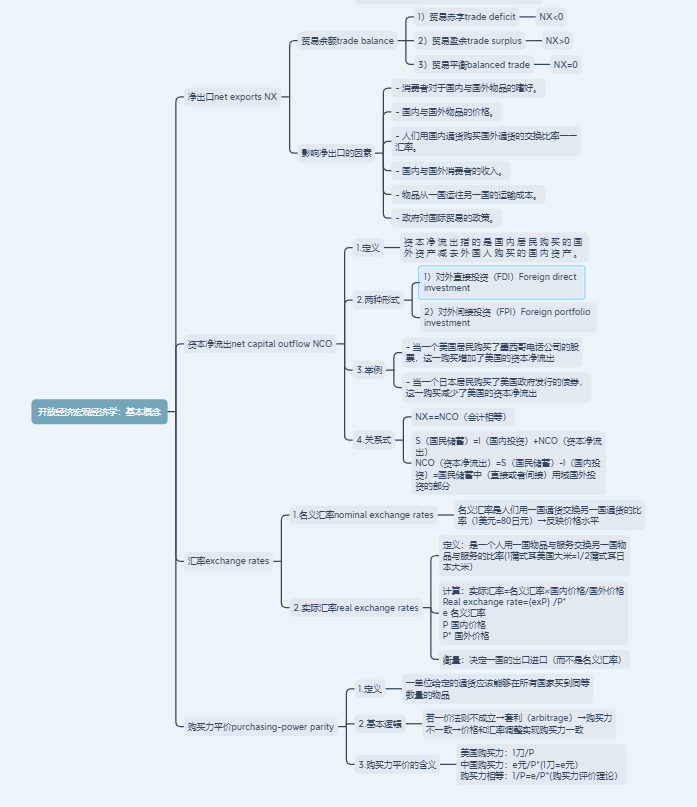 开放经济宏观经济学：基本概念
净出口net exports NX
贸易余额trade balance
1）贸易赤字trade deficit
NX<0
2）贸易盈余trade surplus
NX>0
3）贸易平衡balanced trade
NX=0
影响净出口的因素
- 消费者对于国内与国外物品的嗜好。
- 国内与国外物品的价格。
- 人们用国内通货购买国外通货的交换比率——
汇率。
- 国内与国外消费者的收入。
- 物品从一国运往另一国的运输成本。
- 政府对国际贸易的政策。
资本净流出net capital outflow NCO
1.定义
资本净流出指的是国内居民购买的国
外资产减去外国人购买的国内资产。
2.两种形式
1）对外直接投资（FDI）Foreign direct
investment
2）对外间接投资（FPI）Foreign portfolio
investment
3.举例
- 当一个美国居民购买了墨西哥电话公司的股
票，这一购买增加了美国的资本净流出
- 当一个日本居民购买了美国政府发行的债券，
这一购买减少了美国的资本净流出
4.关系式
NX==NCO（会计相等）
S（国民储蓄）=I（国内投资）+NCO（资本净流
出）
NCO（资本净流出）=S（国民储蓄）-I（国内投
资）=国民储蓄中（直接或者间接）用域国外投
资的部分
汇率exchange rates
1.名义汇率nominal exchange rates
名义汇率是人们用一国通货交换另一国通货的比
率（1美元=80日元）→反映价格水平
2.实际汇率real exchange rates
定义：是一个人用一国物品与服务交换另一国物
品与服务的比率(1蒲式耳美国大米=1/2蒲式耳日
本大米）
计算：实际汇率=名义汇率×国内价格/国外价格
Real exchange rate=(exP) /P*
e 名义汇率
P 国内价格
P* 国外价格
衡量：决定一国的出口进口（而不是名义汇率）
购买力平价purchasing-power parity
1.定义
一单位给定的通货应该能够在所有国家买到同等
数量的物品
2.基本逻辑
若一价法则不成立→套利（arbitrage）→购买力
不一致→价格和汇率调整实现购买力一致
3.购买力平价的含义
美国购买力：1刀/P
中国购买力：e元/P*(1刀=e元）
购买力相等：1/P=e/P*(购买力评价理论）